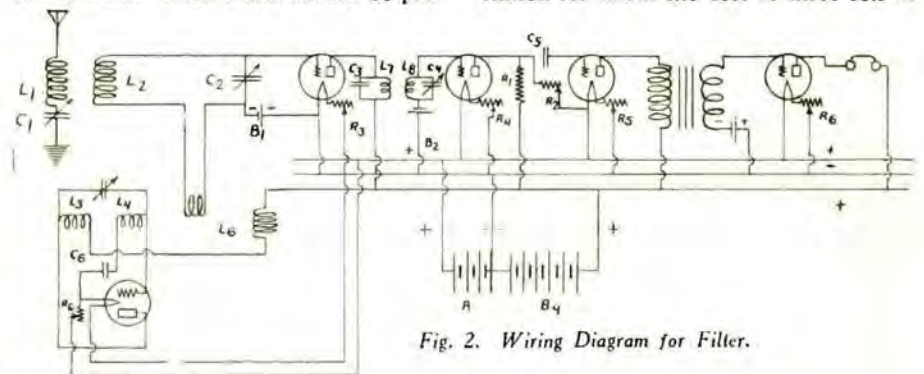 C5
L1
L2
C2
C3
L7
L8
C4
R1
R2
C1
B1
R3
B2
R4
R5
R6
+
+
-
+
L3
L4
L6
+
+
C6
R6
A
B4
Fig. 2. Wiring Diagram for Filter.